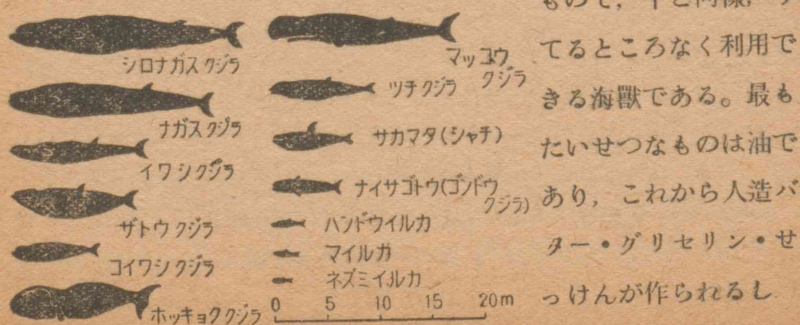 シロナガスクジラ
ナガスクジラ
イワシクジラ
ザトウクジラ
コイワシクジラ
ホッキョククジラ
マッコウ
クジラ
ツチクジラ
サカマタ(シャチ)
ナイサゴトウ(ゴンドウ
クジラ)
ハンドウイルカ
マイルカ
ネズミイルカ
0 5 10 15 20m
てるところなく利用で
きる海獸である。最も
たいせつなものは油で
あり，これから人造バ
ター・グリセリン・せ
っけんが作られるし